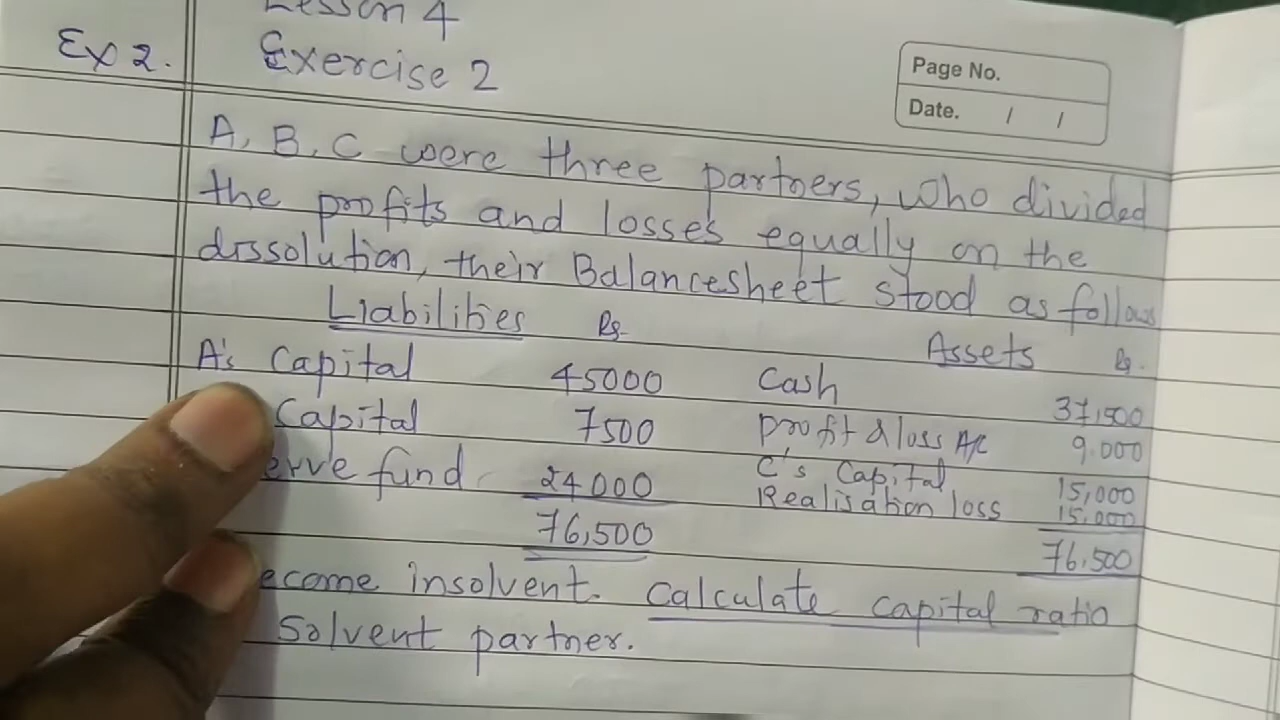 Lesson 4
Ex 2. Exercise 2
Page No.
Date. / /
A, B, C were three partners, who divided
the profits and losses equally on the
dissolution, their Balancesheet stood as follows
Liabilities Rs. Assets Rs.
A's Capital 45000 Cash 37,500
Capital 7500 profit & loss A/c 9.000
fund 24000 C's Capital 15,000
Realisation loss 15,000
76,500 76,500
insolvent. Calculate capital ratio
Solvent partner.